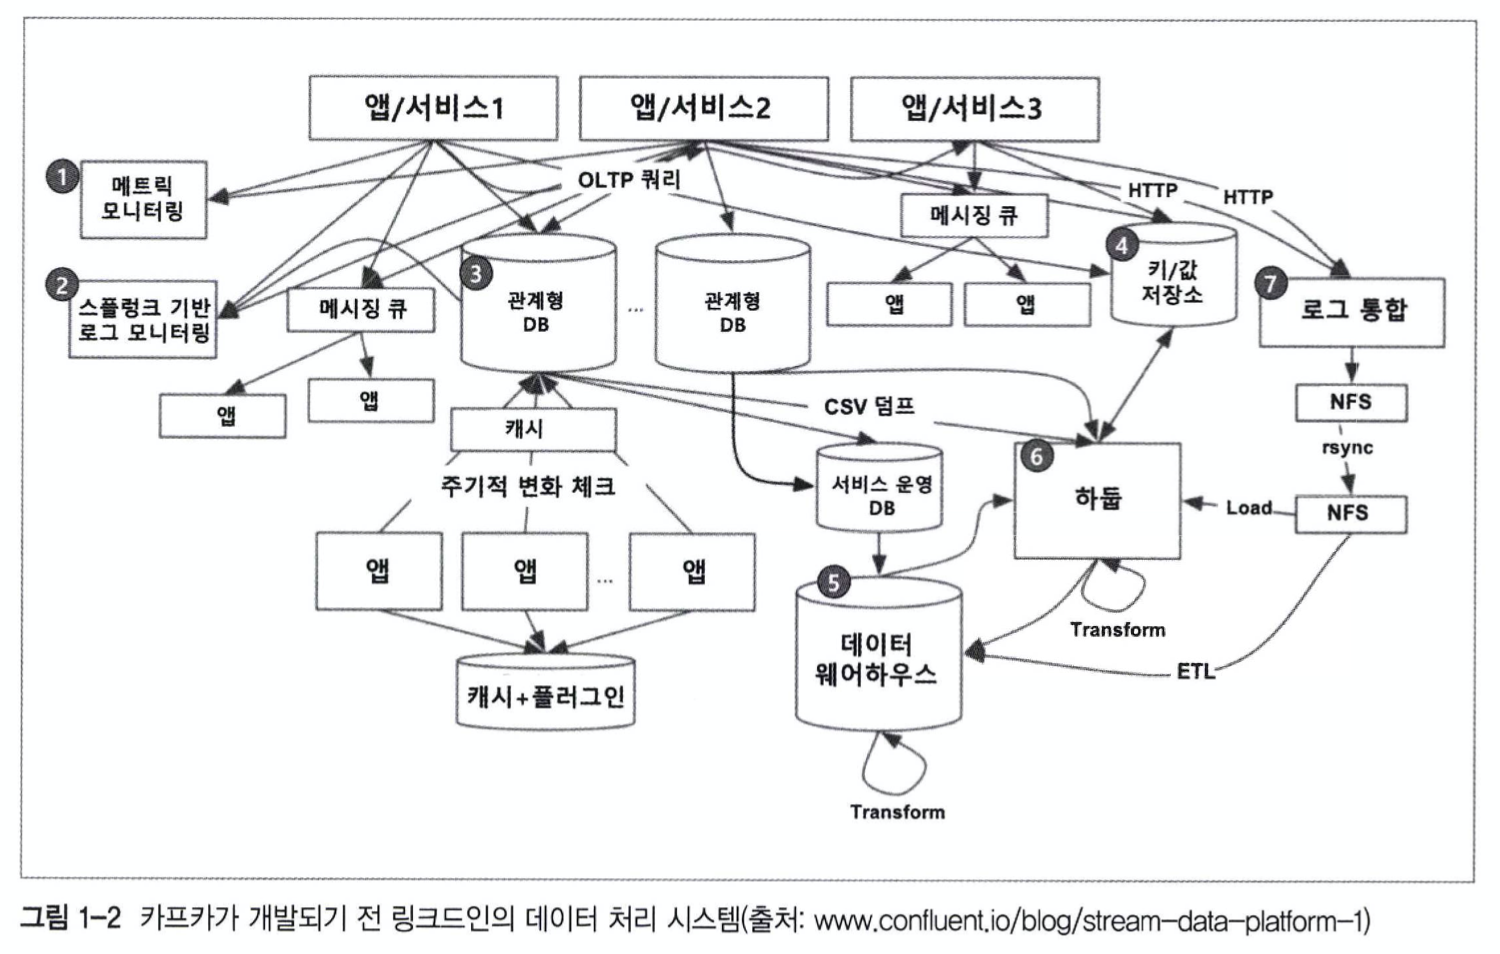 앱/서비스1
앱/서비스2
앱/서비스3
1
메트릭
모니터링
OLTP 쿼리
HTTP
HTTP
메시징 큐
2
스플렁크 기반
로그 모니터링
메시징 큐
3
관계형
DB
...
관계형
DB
앱
앱
4
키/값
저장소
7
로그 통합
앱
앱
캐시
CSV 덤프
NFS
rsync
주기적 변화 체크
서비스 운영
DB
6
하둡
Load
NFS
앱
앱
...
앱
5
데이터
웨어하우스
Transform
ETL
캐시+플러그인
Transform
그림 1-2 카프카가 개발되기 전 링크드인의 데이터 처리 시스템(출처: www.confluent.io/blog/stream-data-platform-1)